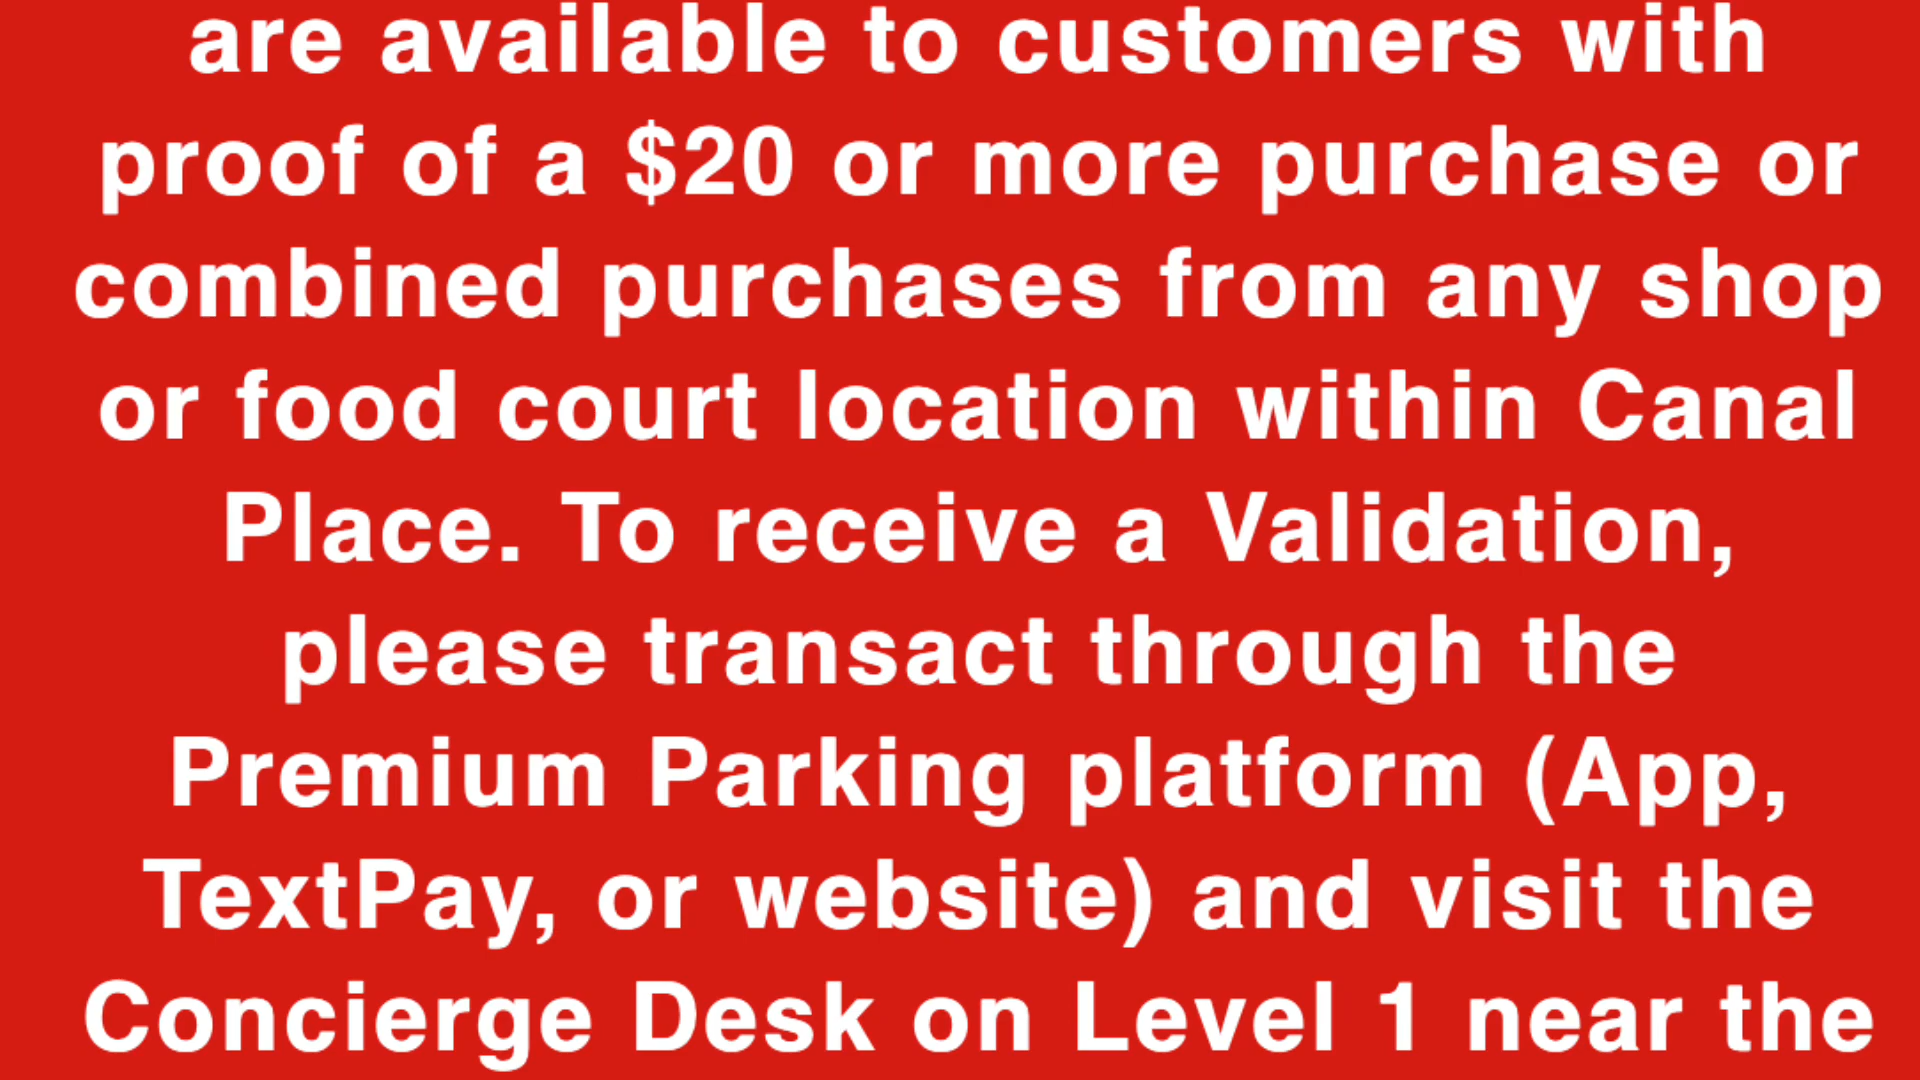 are available to customers with
proof of a $20 or more purchase or
combined purchases from any shop
or food court location within Canal
Place. To receive a Validation,
please transact through the
Premium Parking platform (App,
TextPay, or website) and visit the
Concierge Desk on Level 1 near the